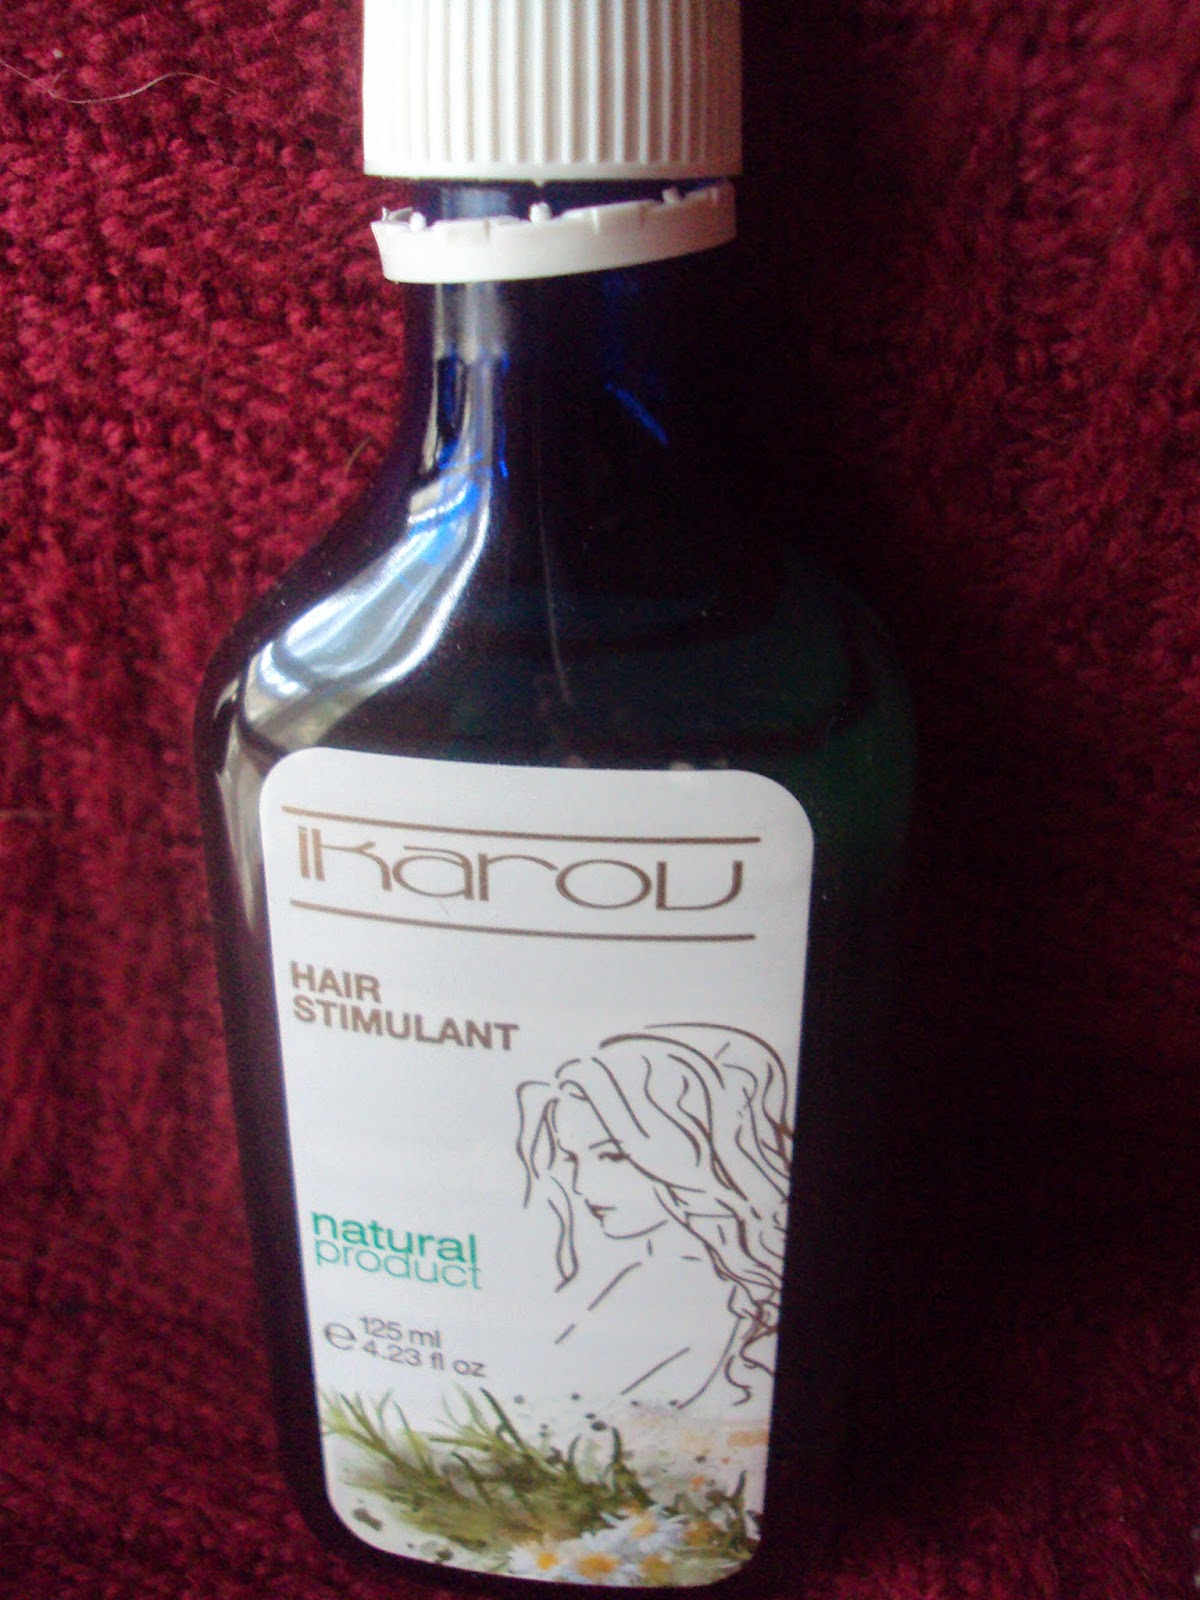 ikarov
HAIR
STIMULANT
natural
product
e 125 ml
4.23 fl oz